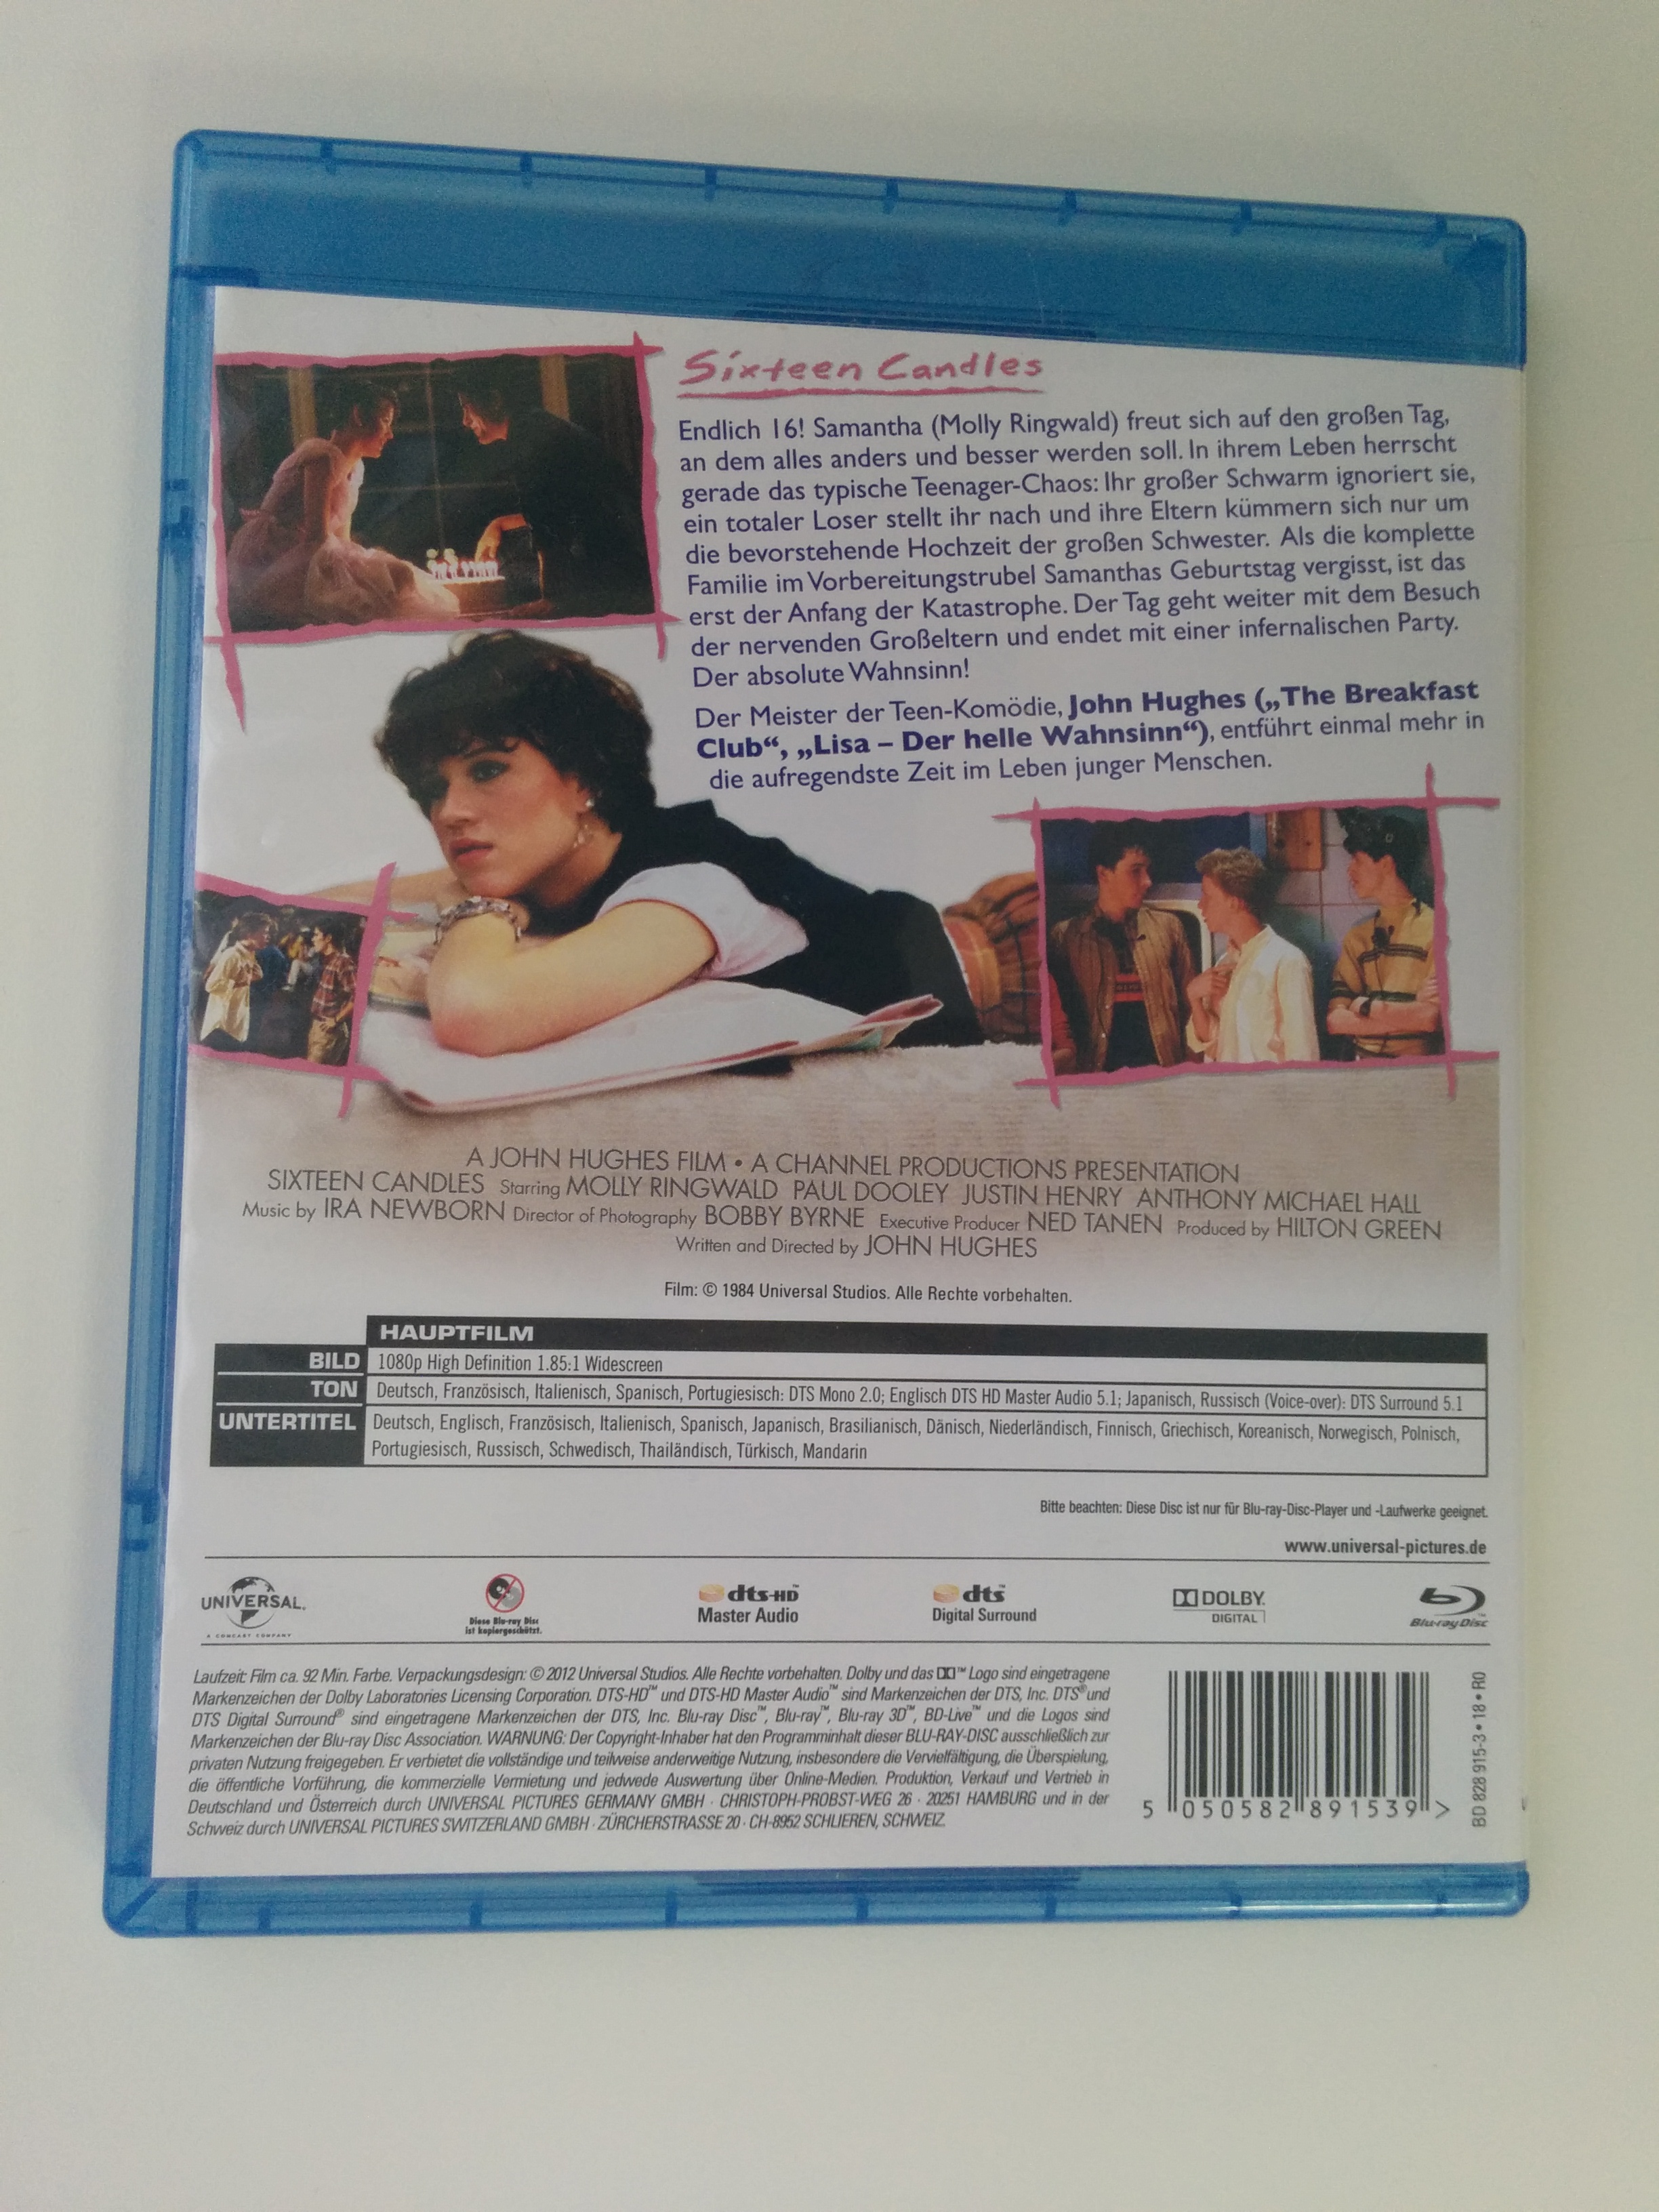 Sixteen Candles
Endlich 16! Samantha (Molly Ringwald) freut sich auf den großen Tag,
an dem alles anders und besser werden soll. In ihrem Leben herrscht
gerade das typische Teenager-Chaos: Ihr großer Schwarm ignoriert sie,
ein totaler Loser stellt ihr nach und ihre Eltern kümmern sich nur um
die bevorstehende Hochzeit der großen Schwester. Als die komplette
Familie im Vorbereitungstrubel Samanthas Geburtstag vergisst, ist das
erst der Anfang der Katastrophe. Der Tag geht weiter mit dem Besuch
der nervenden Großeltern und endet mit einer infernalischen Party.
Der absolute Wahnsinn!
Der Meister der Teen-Komödie, John Hughes („The Breakfast
Club“, „Lisa – Der helle Wahnsinn“), entführt einmal mehr in
die aufregendste Zeit im Leben junger Menschen.
A JOHN HUGHES FILM • A CHANNEL PRODUCTIONS PRESENTATION
SIXTEEN CANDLES Starring MOLLY RINGWALD PAUL DOOLEY JUSTIN HENRY ANTHONY MICHAEL HALL
Music by IRA NEWBORN Director of Photography BOBBY BYRNE Executive Producer NED TANEN Produced by HILTON GREEN
Written and Directed by JOHN HUGHES
Film: © 1984 Universal Studios. Alle Rechte vorbehalten.
HAUPTFILM
BILD 1080p High Definition 1.85:1 Widescreen
TON Deutsch, Französisch, Italienisch, Spanisch, Portugiesisch: DTS Mono 2.0; Englisch DTS HD Master Audio 5.1; Japanisch, Russisch (Voice-over): DTS Surround 5.1
UNTERTITEL Deutsch, Englisch, Französisch, Italienisch, Spanisch, Japanisch, Brasilianisch, Dänisch, Niederländisch, Finnisch, Griechisch, Koreanisch, Norwegisch, Polnisch,
Portugiesisch, Russisch, Schwedisch, Thailändisch, Türkisch, Mandarin
Bitte beachten: Diese Disc ist nur für Blu-ray-Disc-Player und -Laufwerke geeignet.
www.universal-pictures.de
UNIVERSAL
A COMCAST COMPANY
Diese Blu-ray Disc
ist kopiergeschützt.
dts-HD™
Master Audio
dts™
Digital Surround
DOLBY
DIGITAL
Blu-ray Disc™
Laufzeit: Film ca. 92 Min. Farbe. Verpackungsdesign: © 2012 Universal Studios. Alle Rechte vorbehalten. Dolby und das ™ Logo sind eingetragene
Markenzeichen der Dolby Laboratories Licensing Corporation. DTS-HD™ und DTS-HD Master Audio™ sind Markenzeichen der DTS, Inc. DTS® und
DTS Digital Surround® sind eingetragene Markenzeichen der DTS, Inc. Blu-ray Disc™, Blu-ray™, Blu-ray 3D™, BD-Live™ und die Logos sind
Markenzeichen der Blu-ray Disc Association. WARNUNG: Der Copyright-Inhaber hat den Programminhalt dieser BLU-RAY-DISC ausschließlich zur
privaten Nutzung freigegeben. Er verbietet die vollständige und teilweise anderweitige Nutzung, insbesondere die Vervielfältigung, die Überspielung,
die öffentliche Vorführung, die kommerzielle Vermietung und jedwede Auswertung über Online-Medien. Produktion, Verkauf und Vertrieb in
Deutschland und Österreich durch UNIVERSAL PICTURES GERMANY GMBH · CHRISTOPH-PROBST-WEG 26 · 20251 HAMBURG und in der
Schweiz durch UNIVERSAL PICTURES SWITZERLAND GMBH · ZÜRCHERSTRASSE 20 · CH-8952 SCHLIEREN, SCHWEIZ.
5 050582 891539 >
BD 828 915-3 • 18 • R0